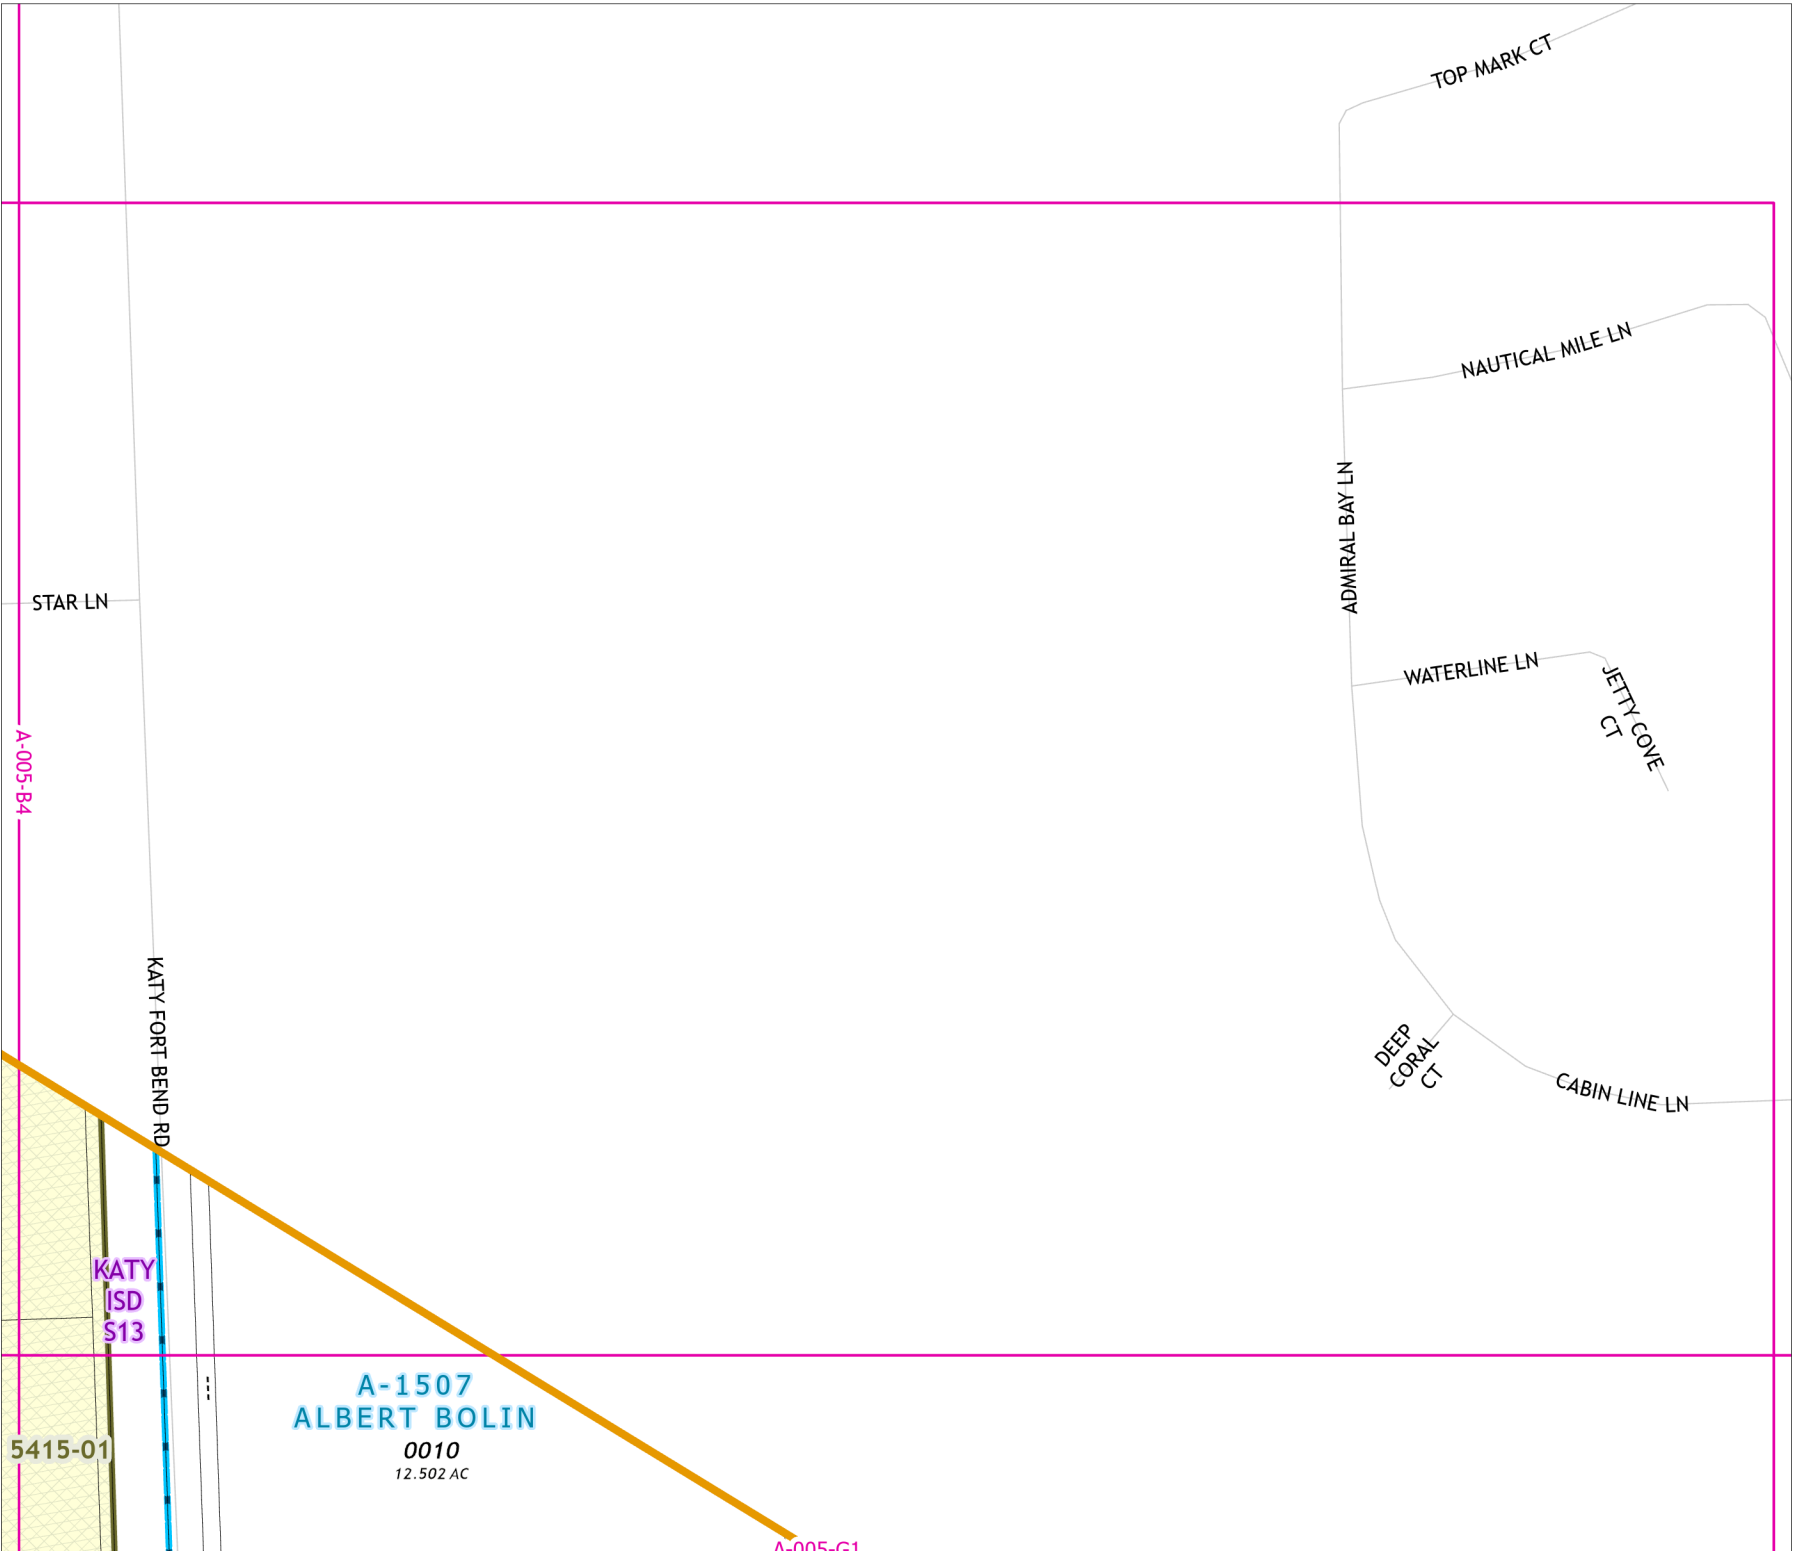 TOP MARK CT
NAUTICAL MILE LN
ADMIRAL BAY LN
STAR LN
WATERLINE LN
JETTY COVE
CT
A-005-B4
KATY FORT BEND RD
DEEP
CORAL
CT
CABIN LINE LN
KATY
ISD
S13
A-1507
ALBERT BOLIN
0010
12.502 AC
5415-01
A-005-G1